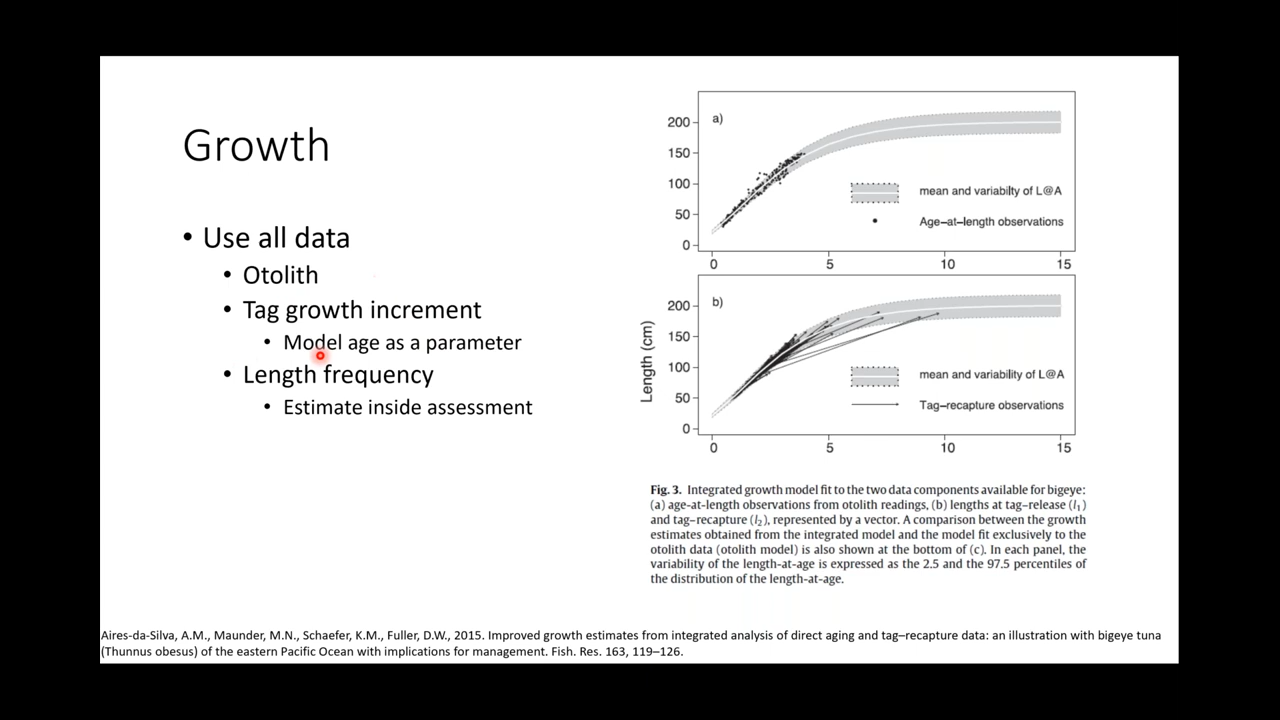 Growth
• Use all data
• Otolith
• Tag growth increment
• Model age as a parameter
• Length frequency
• Estimate inside assessment
a)
200
150
100
50
0
mean and variability of L@A
Age–at–length observations
0 5 10 15
b)
Length (cm)
200
150
100
50
0
mean and variability of L@A
Tag–recapture observations
0 5 10 15
Fig. 3. Integrated growth model fit to the two data components available for bigeye:
(a) age-at-length observations from otolith readings, (b) lengths at tag–release (l1)
and tag–recapture (l2), represented by a vector. A comparison between the growth
estimates obtained from the integrated model and the model fit exclusively to the
otolith data (otolith model) is also shown at the bottom of (c). In each panel, the
variability of the length-at-age is expressed as the 2.5 and the 97.5 percentiles of
the distribution of the length-at-age.
Aires-da-Silva, A.M., Maunder, M.N., Schaefer, K.M., Fuller, D.W., 2015. Improved growth estimates from integrated analysis of direct aging and tag–recapture data: an illustration with bigeye tuna
(Thunnus obesus) of the eastern Pacific Ocean with implications for management. Fish. Res. 163, 119–126.